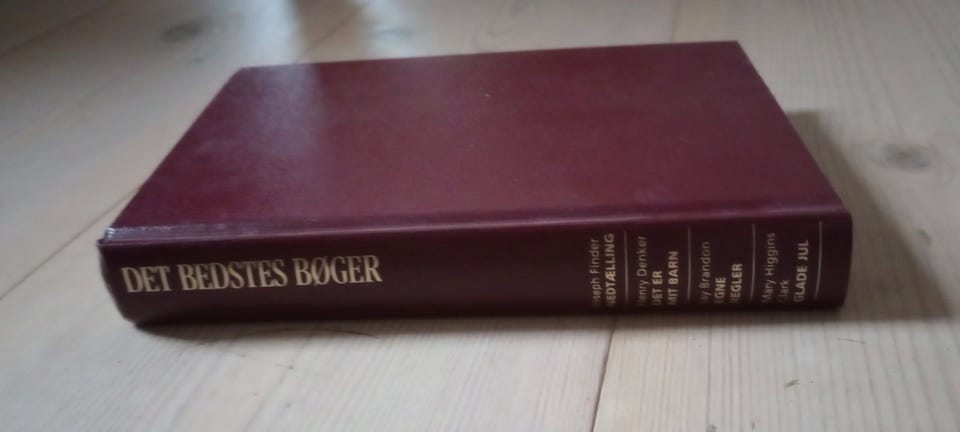 DET BEDSTES BØGER
Joseph Finder
NEDTÆLLING
Henry Denker
DET ER
MIT BARN
Jay Brandon
EGNE
REGLER
Mary Higgins
Clark
GLADE JUL